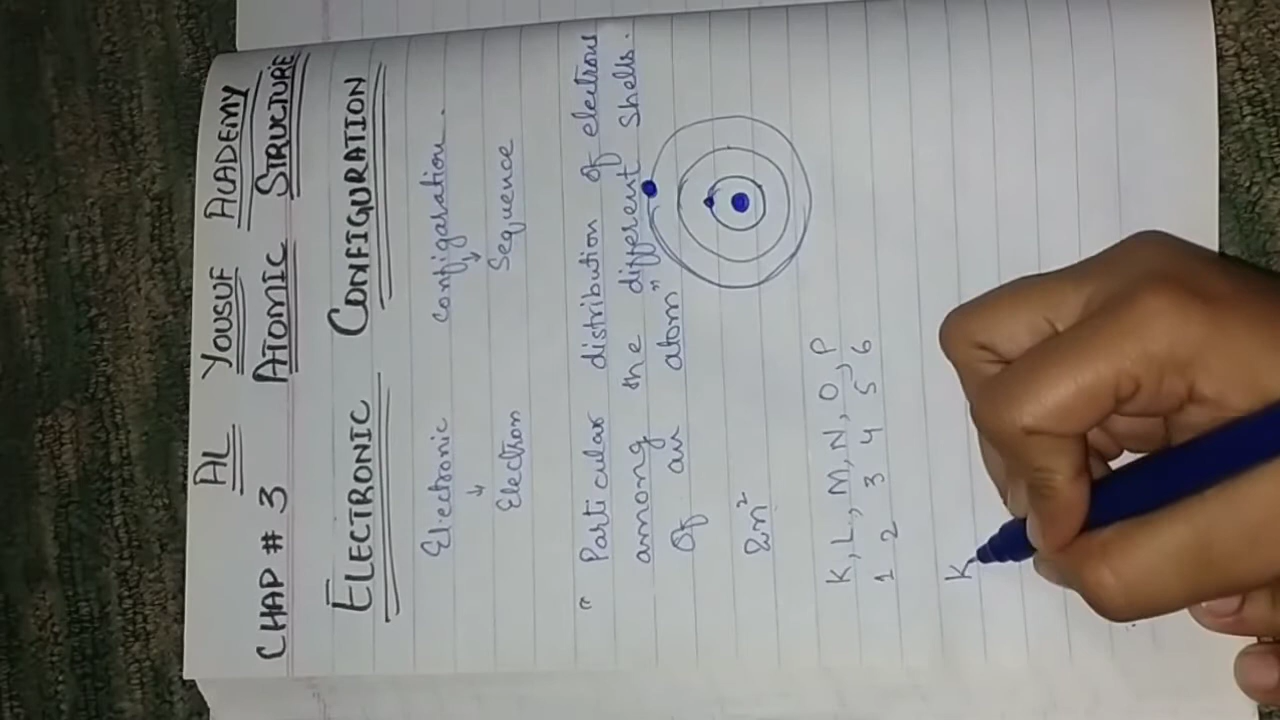 AL YOUSUF ACADEMY
CHAP # 3 ATOMIC STRUCTURE
ELECTRONIC CONFIGURATION
Electronic configaration.
↓ ↓
Electron Sequence
" Particular distribution of electrons
among the different shells.
Of an atom"
2n²
K, L, M, N, O, P
1 2 3 4 5 6
K